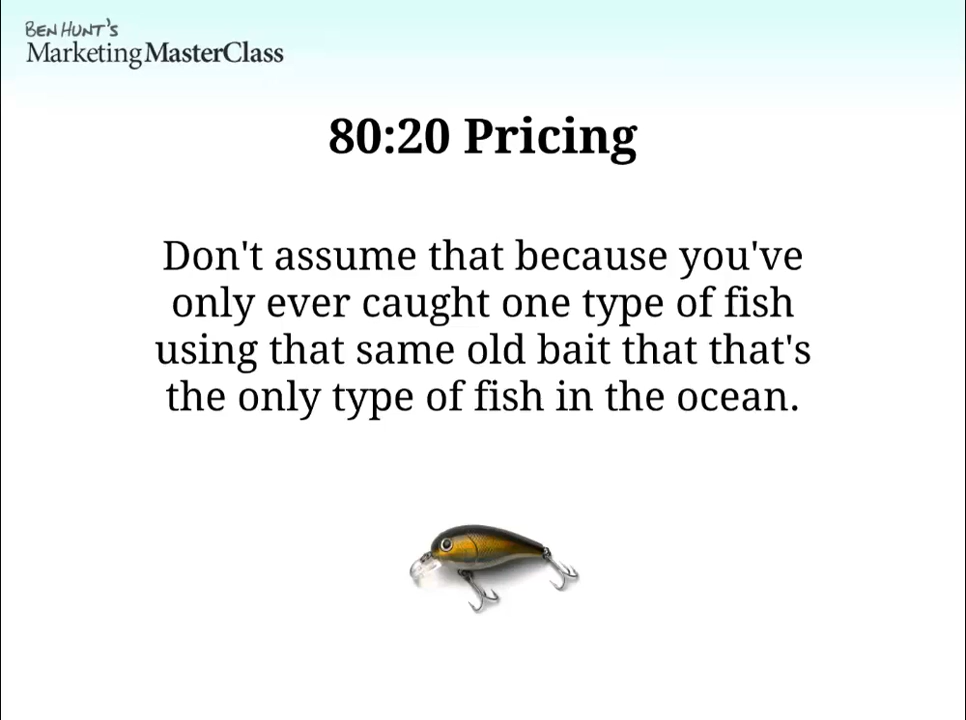 BEN HUNT'S
Marketing MasterClass
80:20 Pricing
Don't assume that because you've
only ever caught one type of fish
using that same old bait that that's
the only type of fish in the ocean.